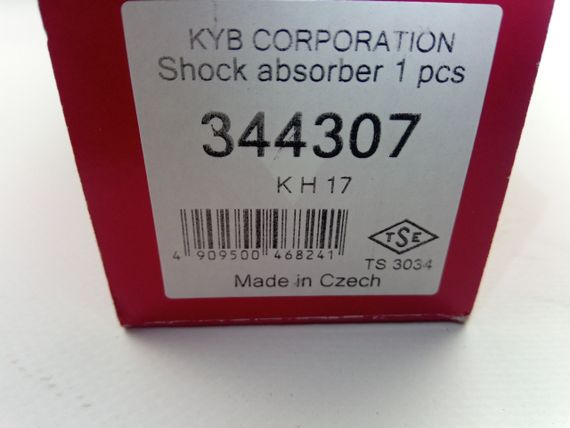 KYB CORPORATION
Shock absorber 1 pcs
344307
K H 17
4 909500 468241
TSE
TS 3034
Made in Czech